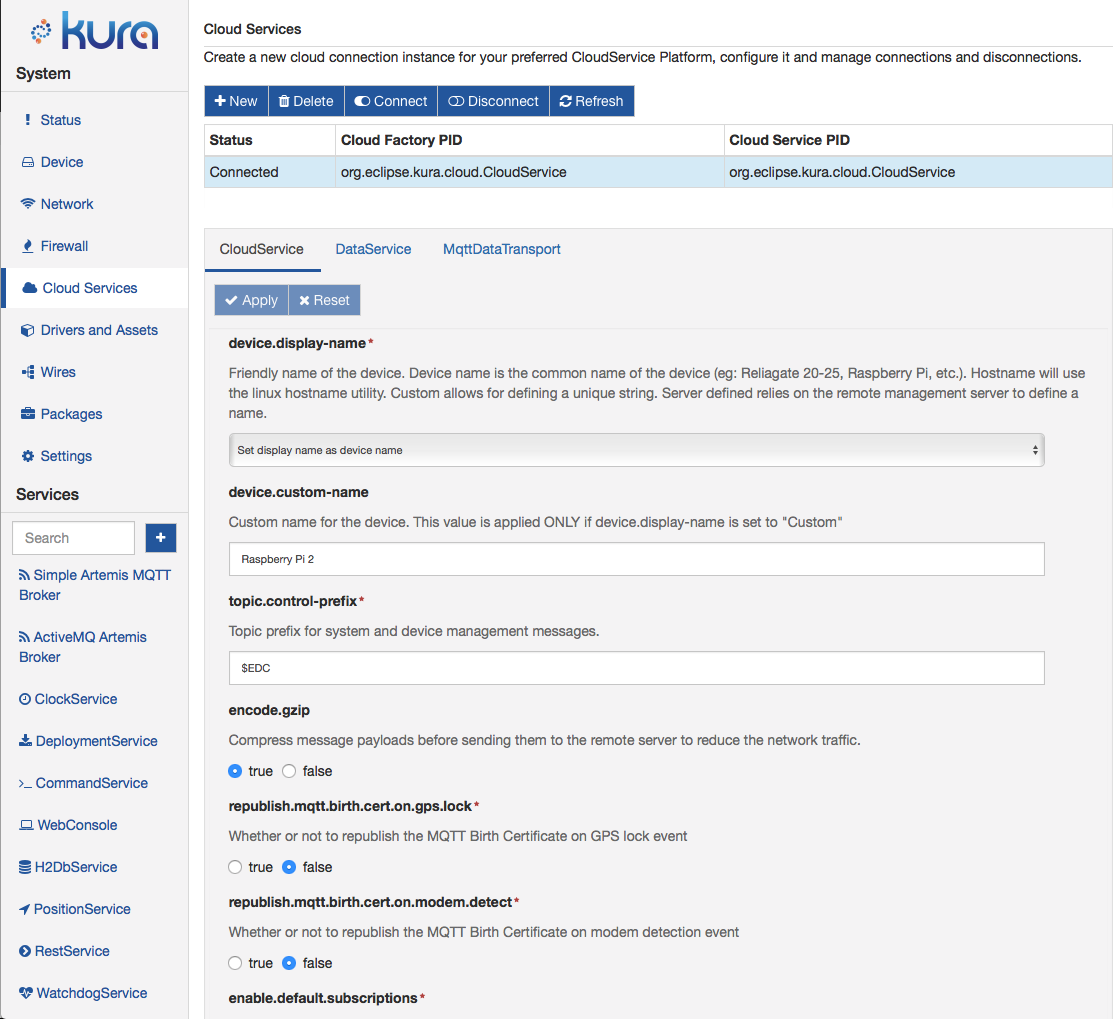 kura
System
Status
Device
Network
Firewall
Cloud Services
Drivers and Assets
Wires
Packages
Settings
Services
Search
Simple Artemis MQTT
Broker
ActiveMQ Artemis
Broker
ClockService
DeploymentService
CommandService
WebConsole
H2DbService
PositionService
RestService
WatchdogService
Cloud Services
Create a new cloud connection instance for your preferred CloudService Platform, configure it and manage connections and disconnections.
New Delete Connect Disconnect Refresh
Status Cloud Factory PID Cloud Service PID
Connected org.eclipse.kura.cloud.CloudService org.eclipse.kura.cloud.CloudService
CloudService DataService MqttDataTransport
Apply Reset
device.display-name*
Friendly name of the device. Device name is the common name of the device (eg: Reliagate 20-25, Raspberry Pi, etc.). Hostname will use
the linux hostname utility. Custom allows for defining a unique string. Server defined relies on the remote management server to define a
name.
Set display name as device name
device.custom-name
Custom name for the device. This value is applied ONLY if device.display-name is set to "Custom"
Raspberry Pi 2
topic.control-prefix*
Topic prefix for system and device management messages.
$EDC
encode.gzip
Compress message payloads before sending them to the remote server to reduce the network traffic.
true false
republish.mqtt.birth.cert.on.gps.lock*
Whether or not to republish the MQTT Birth Certificate on GPS lock event
true false
republish.mqtt.birth.cert.on.modem.detect*
Whether or not to republish the MQTT Birth Certificate on modem detection event
true false
enable.default.subscriptions*